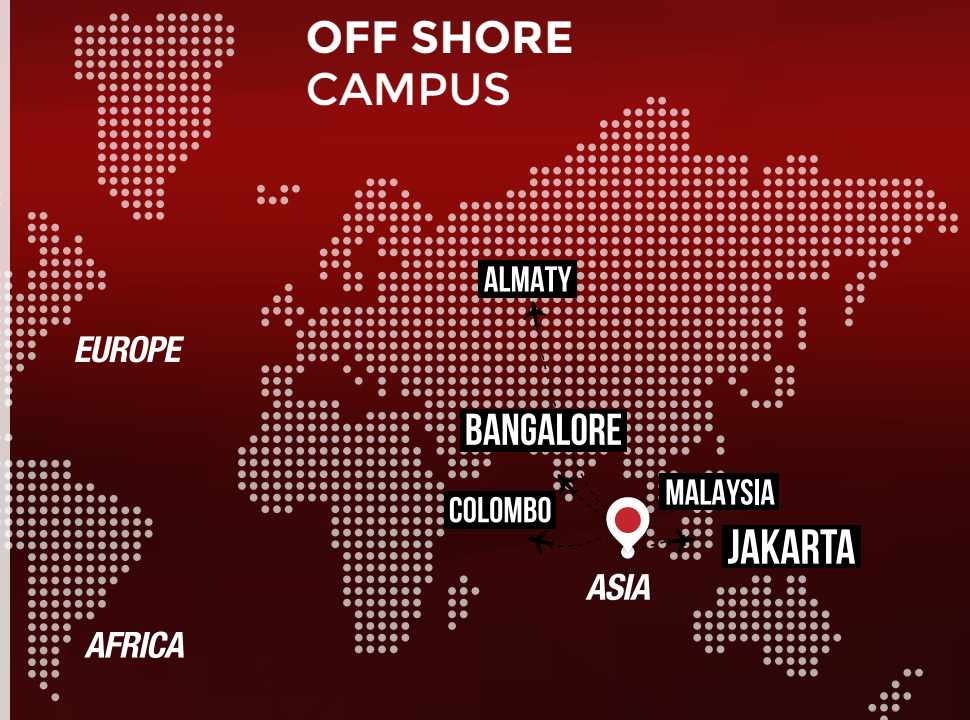 OFF SHORE
CAMPUS
ALMATY
EUROPE
BANGALORE
MALAYSIA
COLOMBO
JAKARTA
ASIA
AFRICA